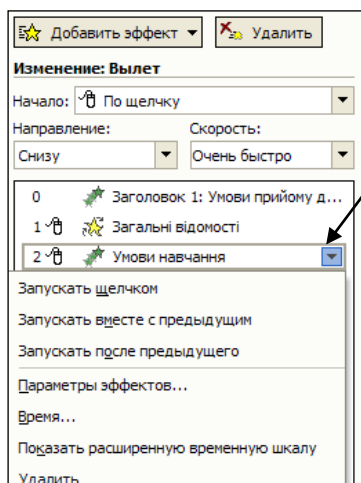 Добавить эффект Удалить
Изменение: Вылет
Начало: По щелчку
Направление: Скорость:
Снизу Очень быстро
0 Заголовок 1: Умови прийому д...
1 Загальні відомості
2 Умови навчання
Запускать щелчком
Запускать вместе с предыдущим
Запускать после предыдущего
Параметры эффектов...
Время...
Показать расширенную временную шкалу
Удалить